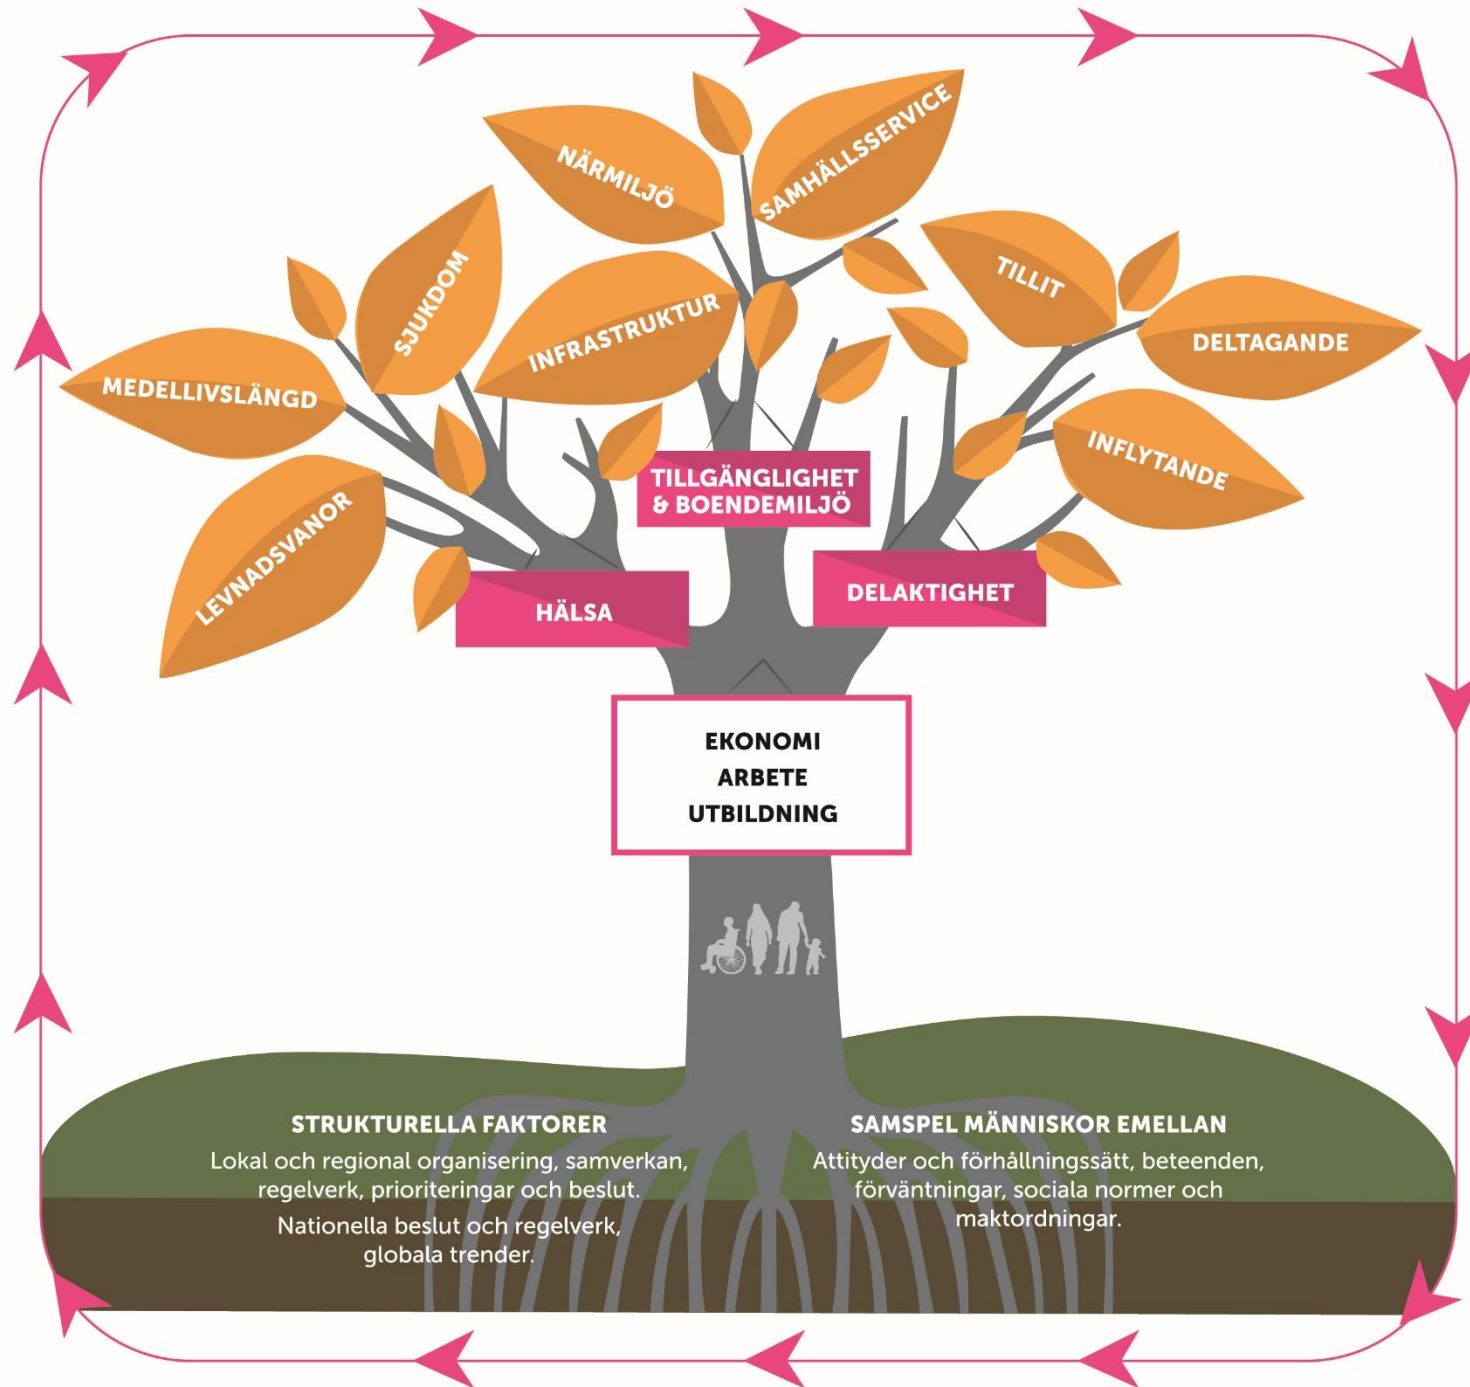 NÄRMILJÖ
SAMHÄLLSSERVICE
SJUKDOM
TILLIT
INFRASTRUKTUR
DELTAGANDE
MEDELLIVSLÄNGD
INFLYTANDE
LEVNADSVANOR
TILLGÄNGLIGHET
& BOENDEMILJÖ
HÄLSA
DELAKTIGHET
EKONOMI
ARBETE
UTBILDNING
STRUKTURELLA FAKTORER
Lokal och regional organisering, samverkan,
regelverk, prioriteringar och beslut.
Nationella beslut och regelverk,
globala trender.
SAMSPEL MÄNNISKOR EMELLAN
Attityder och förhållningssätt, beteenden,
förväntningar, sociala normer och
maktordningar.